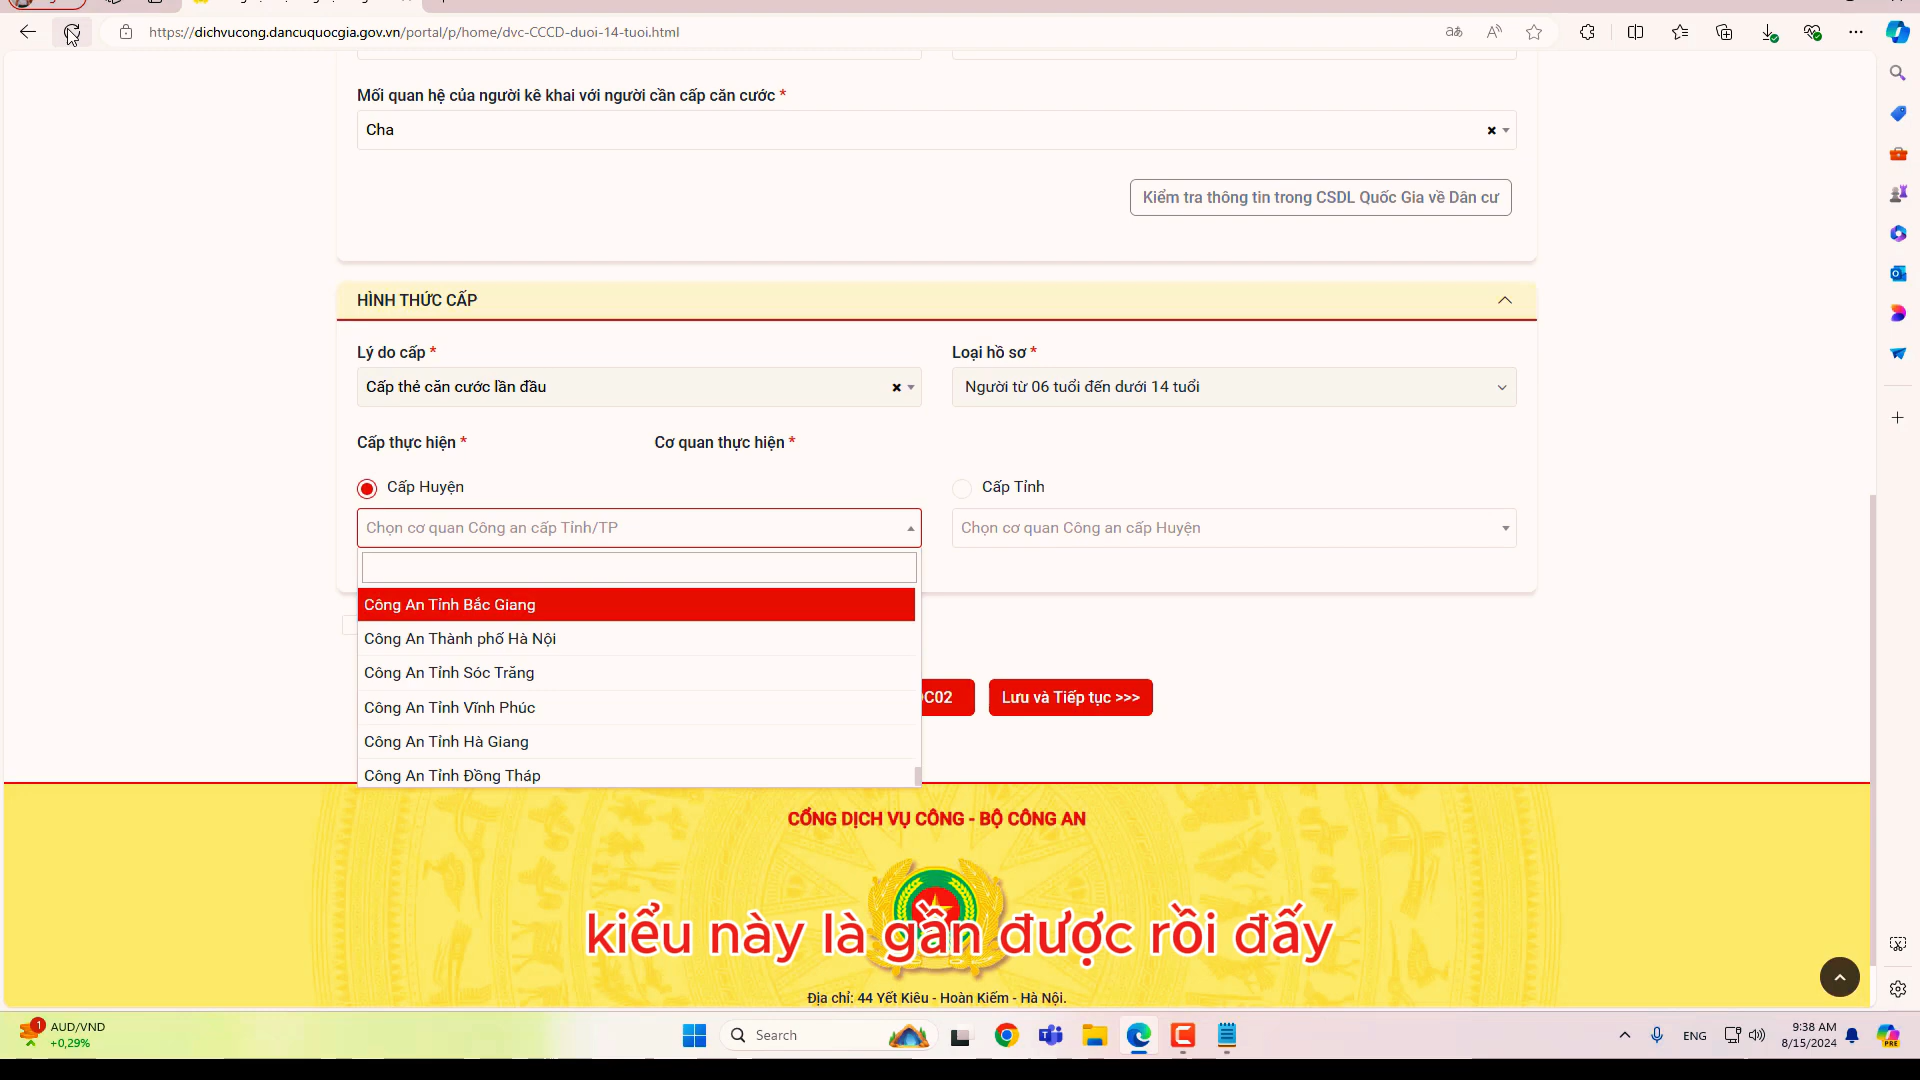 https://dichvucong.dancuquocgia.gov.vn/portal/p/home/dvc-CCCD-duoi-14-tuoi.html
Mối quan hệ của người kê khai với người cần cấp căn cước *
Cha
Kiểm tra thông tin trong CSDL Quốc Gia về Dân cư
HÌNH THỨC CẤP
Lý do cấp *
Loại hồ sơ *
Cấp thẻ căn cước lần đầu
Người từ 06 tuổi đến dưới 14 tuổi
Cấp thực hiện *
Cơ quan thực hiện *
Cấp Huyện
Cấp Tỉnh
Chọn cơ quan Công an cấp Tỉnh/TP
Chọn cơ quan Công an cấp Huyện
Công An Tỉnh Bắc Giang
Công An Thành phố Hà Nội
Công An Tỉnh Sóc Trăng
Công An Tỉnh Vĩnh Phúc
Công An Tỉnh Hà Giang
Công An Tỉnh Đồng Tháp
C02
Lưu và Tiếp tục >>>
CỔNG DỊCH VỤ CÔNG - BỘ CÔNG AN
kiểu này là gần được rồi đấy
Địa chỉ: 44 Yết Kiêu - Hoàn Kiếm - Hà Nội.
1
AUD/VND
+0,29%
Search
ENG
9:38 AM
8/15/2024
PRE